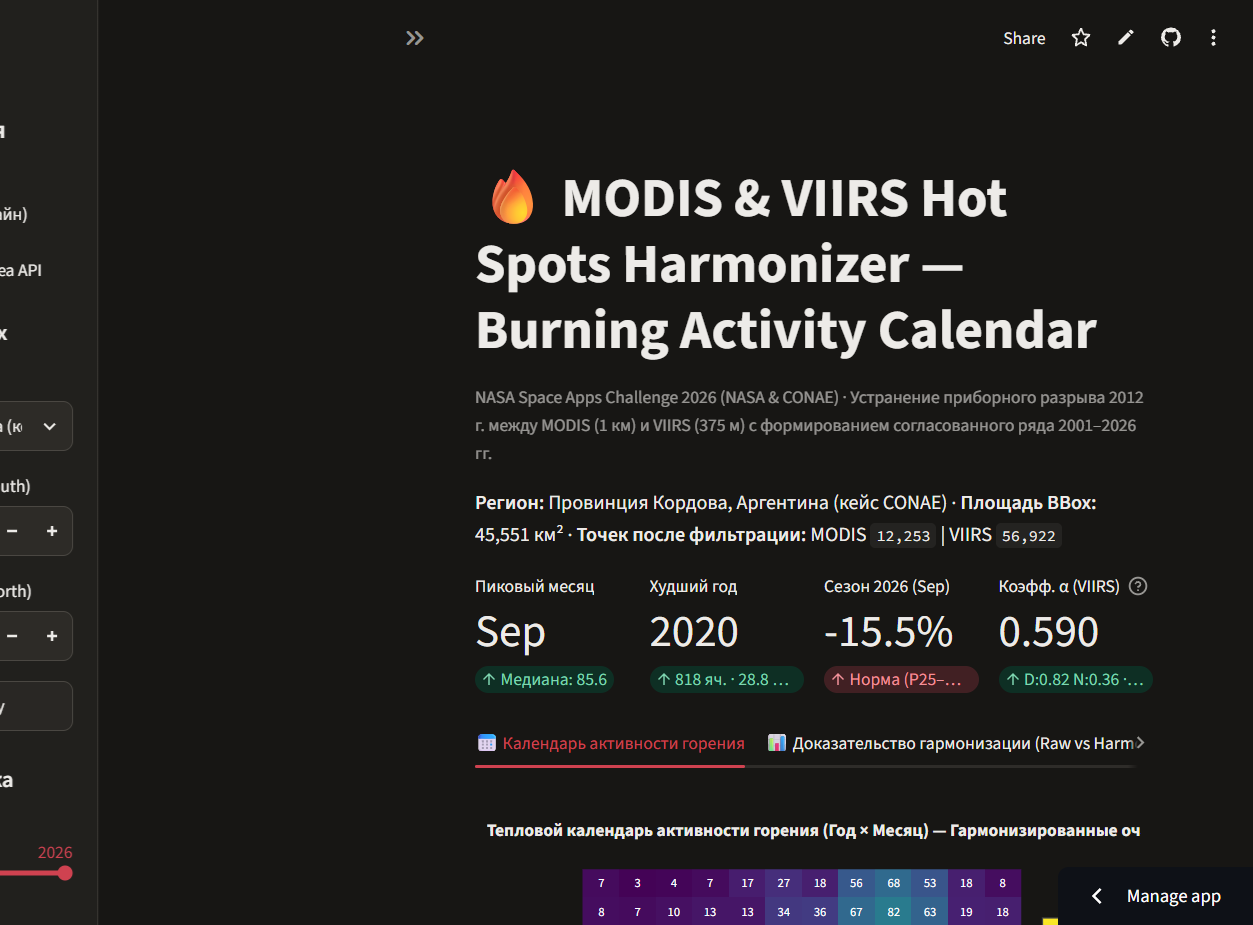 Share
я
айн)
ea API
х
а (к
uth)
− +
orth)
− +
у
ка
2026
MODIS & VIIRS Hot
Spots Harmonizer —
Burning Activity Calendar
NASA Space Apps Challenge 2026 (NASA & CONAE) · Устранение приборного разрыва 2012
г. между MODIS (1 км) и VIIRS (375 м) с формированием согласованного ряда 2001–2026
гг.
Регион: Провинция Кордова, Аргентина (кейс CONAE) · Площадь BBox:
45,551 км² · Точек после фильтрации: MODIS 12,253 | VIIRS 56,922
Пиковый месяц Худший год Сезон 2026 (Sep) Коэфф. α (VIIRS)
Sep 2020 -15.5% 0.590
↑ Медиана: 85.6 ↑ 818 яч. · 28.8 … ↑ Норма (P25–… ↑ D:0.82 N:0.36 ·…
Календарь активности горения Доказательство гармонизации (Raw vs Harm
Тепловой календарь активности горения (Год × Месяц) — Гармонизированные оч
7 3 4 7 17 27 18 56 68 53 18 8
8 7 10 13 13 34 36 67 82 63 19 18
Manage app